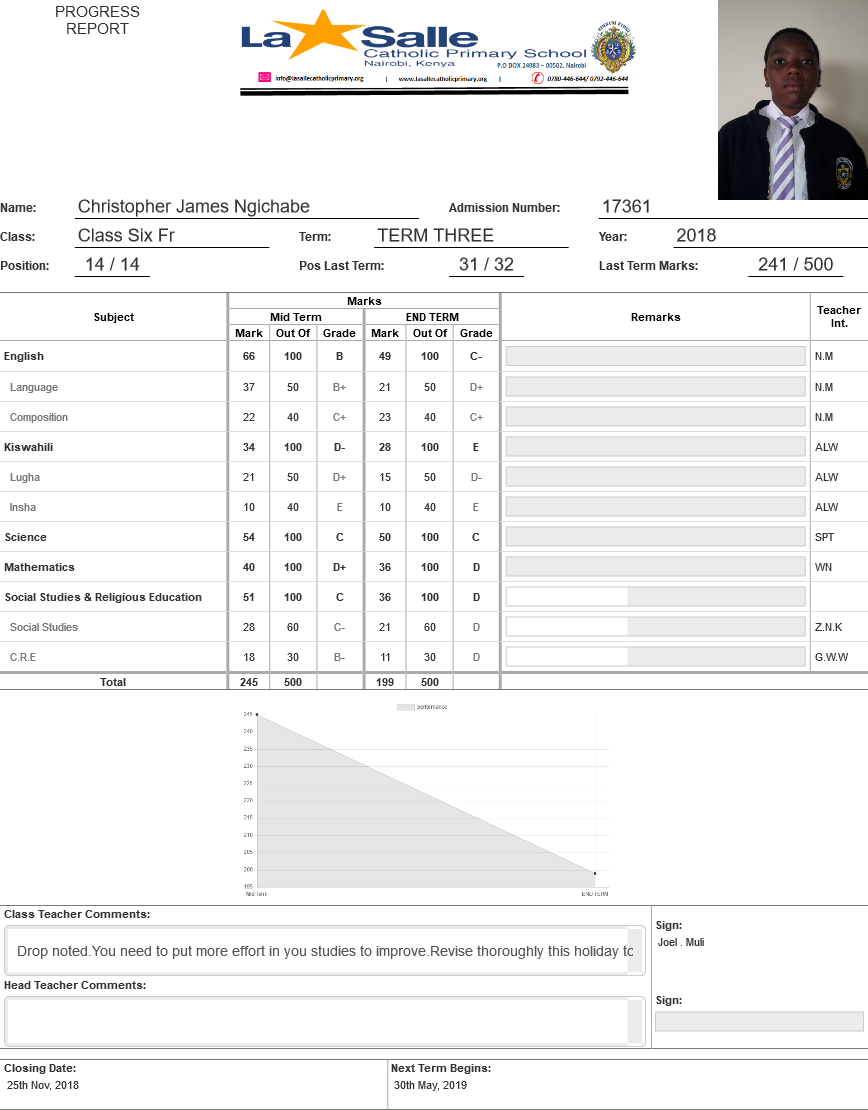 PROGRESS
REPORT
La Salle
Catholic Primary School
Nairobi, Kenya
P.O BOX 24083 – 00502, Nairobi
info@lasallecatholicprimary.org | www.lasallecatholicprimary.org | 0780-446-644/ 0792-446-644
Name: Christopher James Ngichabe Admission Number: 17361
Class: Class Six Fr Term: TERM THREE Year: 2018
Position: 14 / 14 Pos Last Term: 31 / 32 Last Term Marks: 241 / 500
Subject Marks Remarks Teacher Int.
Mid Term END TERM
Mark Out Of Grade Mark Out Of Grade
English 66 100 B 49 100 C- N.M
Language 37 50 B+ 21 50 D+ N.M
Composition 22 40 C+ 23 40 C+ N.M
Kiswahili 34 100 D- 28 100 E ALW
Lugha 21 50 D+ 15 50 D- ALW
Insha 10 40 E 10 40 E ALW
Science 54 100 C 50 100 C SPT
Mathematics 40 100 D+ 36 100 D WN
Social Studies & Religious Education 51 100 C 36 100 D
Social Studies 28 60 C- 21 60 D Z.N.K
C.R.E 18 30 B- 11 30 D G.W.W
Total 245 500 199 500
performance
245
240
235
230
225
220
215
210
205
200
195
Mid Term END TERM
Class Teacher Comments:
Drop noted.You need to put more effort in you studies to improve.Revise thoroughly this holiday to
Sign:
Joel . Muli
Head Teacher Comments:
Sign:
Closing Date: Next Term Begins:
25th Nov, 2018 30th May, 2019